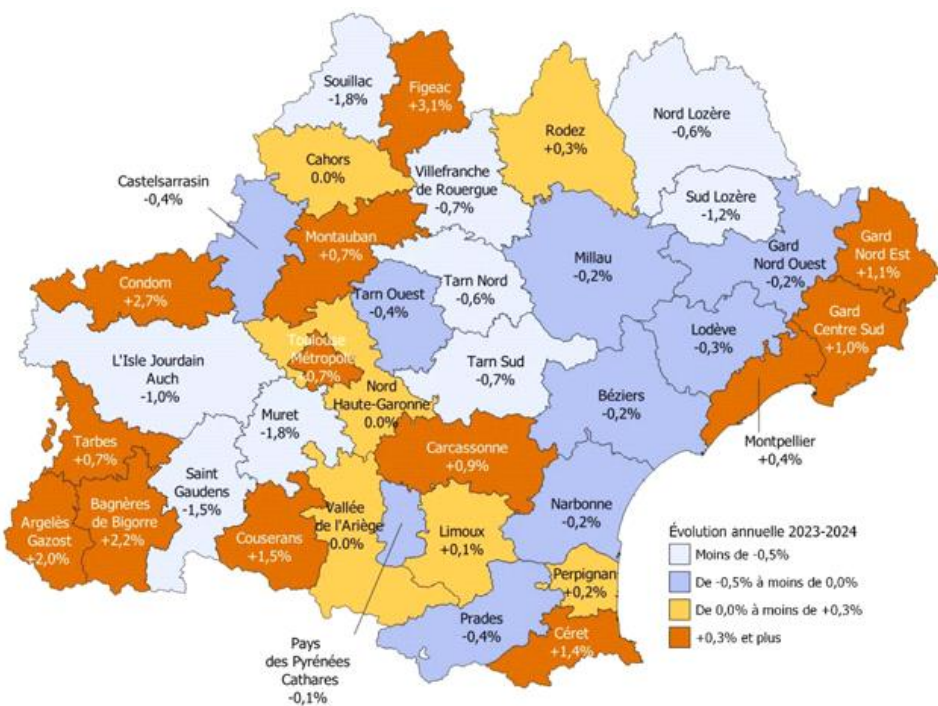 Souillac
-1,8%
Figeac
+3,1%
Nord Lozère
-0,6%
Rodez
+0,3%
Cahors
0.0%
Villefranche
de Rouergue
-0,7%
Castelsarrasin
-0,4%
Sud Lozère
-1,2%
Montauban
+0,7%
Gard
Nord Est
+1,1%
Gard
Nord Ouest
-0,2%
Millau
-0,2%
Condom
+2,7%
Tarn Nord
-0,6%
Tarn Ouest
-0,4%
Gard
Centre Sud
+1,0%
Lodève
-0,3%
Toulouse
Métropole
+0,7%
L'Isle Jourdain
Auch
-1,0%
Tarn Sud
-0,7%
Nord
Haute-Garonne
0.0%
Béziers
-0,2%
Muret
-1,8%
Tarbes
+0,7%
Carcassonne
+0,9%
Montpellier
+0,4%
Saint
Gaudens
-1,5%
Bagnères
de Bigorre
+2,2%
Argelès
Gazost
+2,0%
Couserans
+1,5%
Vallée
de l'Ariège
0.0%
Limoux
+0,1%
Narbonne
-0,2%
Perpignan
+0,2%
Prades
-0,4%
Céret
+1,4%
Pays
des Pyrénées
Cathares
-0,1%
Évolution annuelle 2023-2024
Moins de -0,5%
De -0,5% à moins de 0,0%
De 0,0% à moins de +0,3%
+0,3% et plus